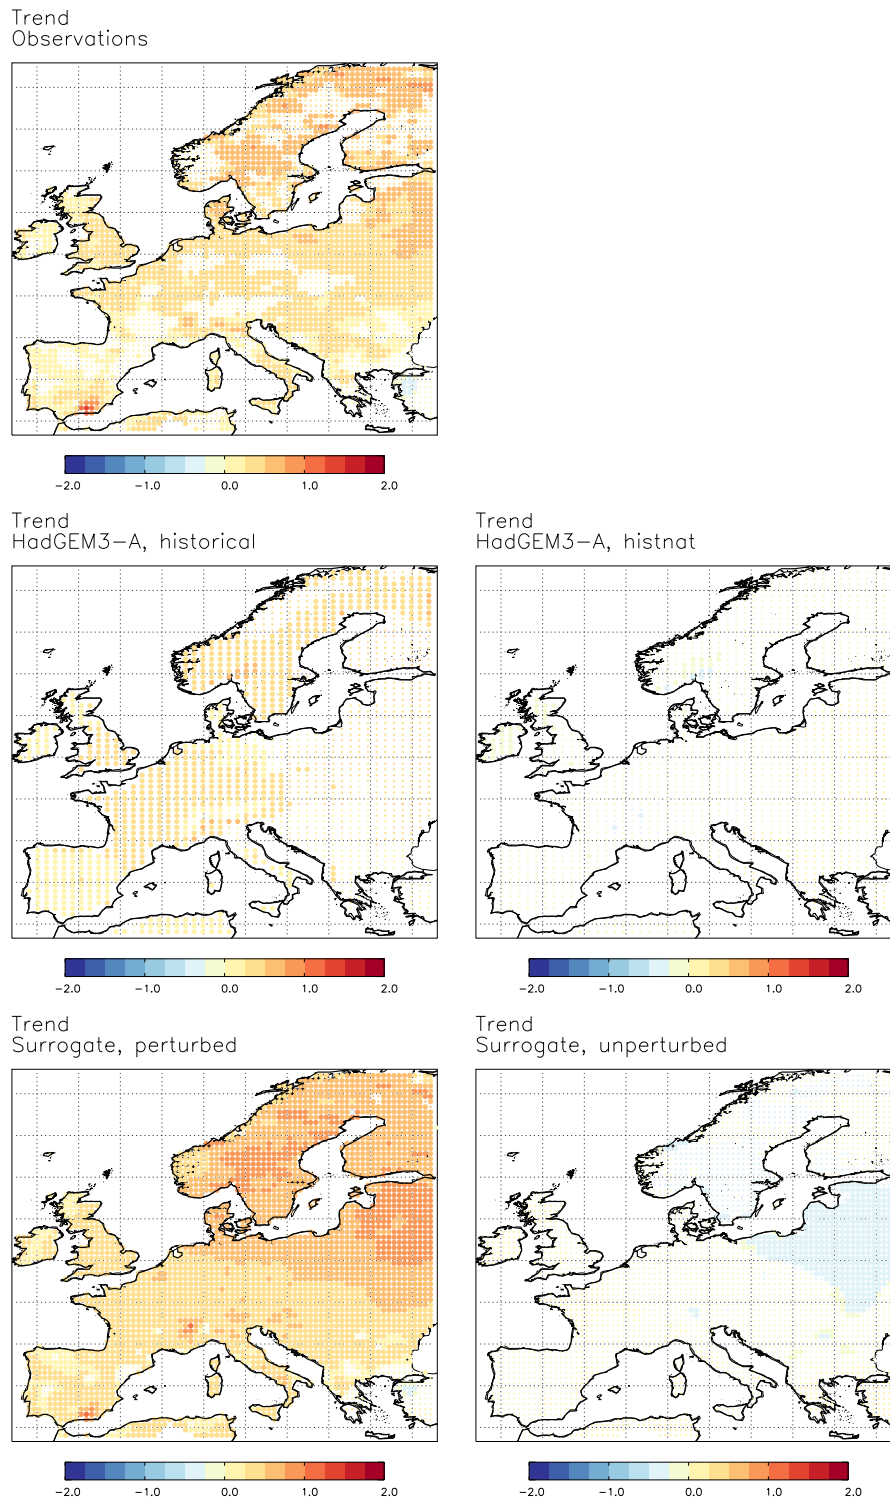 Trend
Observations
-2.0 -1.0 0.0 1.0 2.0
Trend
HadGEM3-A, historical
-2.0 -1.0 0.0 1.0 2.0
Trend
HadGEM3-A, histnat
-2.0 -1.0 0.0 1.0 2.0
Trend
Surrogate, perturbed
-2.0 -1.0 0.0 1.0 2.0
Trend
Surrogate, unperturbed
-2.0 -1.0 0.0 1.0 2.0